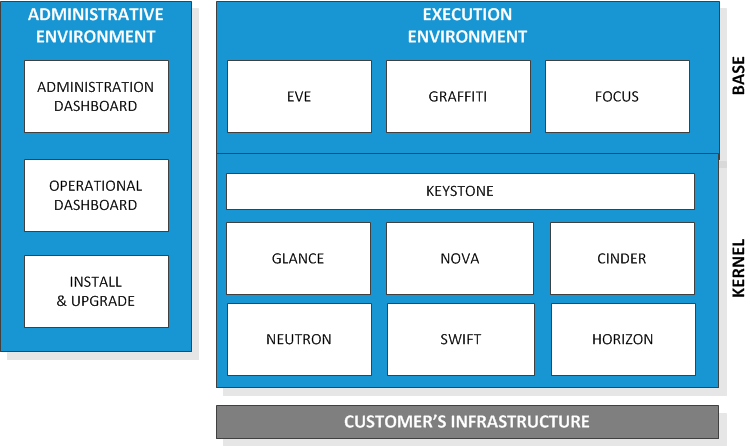 ADMINISTRATIVE
ENVIRONMENT
ADMINISTRATION
DASHBOARD
OPERATIONAL
DASHBOARD
INSTALL
& UPGRADE
EXECUTION
ENVIRONMENT
EVE
GRAFFITI
FOCUS
BASE
KEYSTONE
GLANCE
NOVA
CINDER
NEUTRON
SWIFT
HORIZON
KERNEL
CUSTOMER’S INFRASTRUCTURE